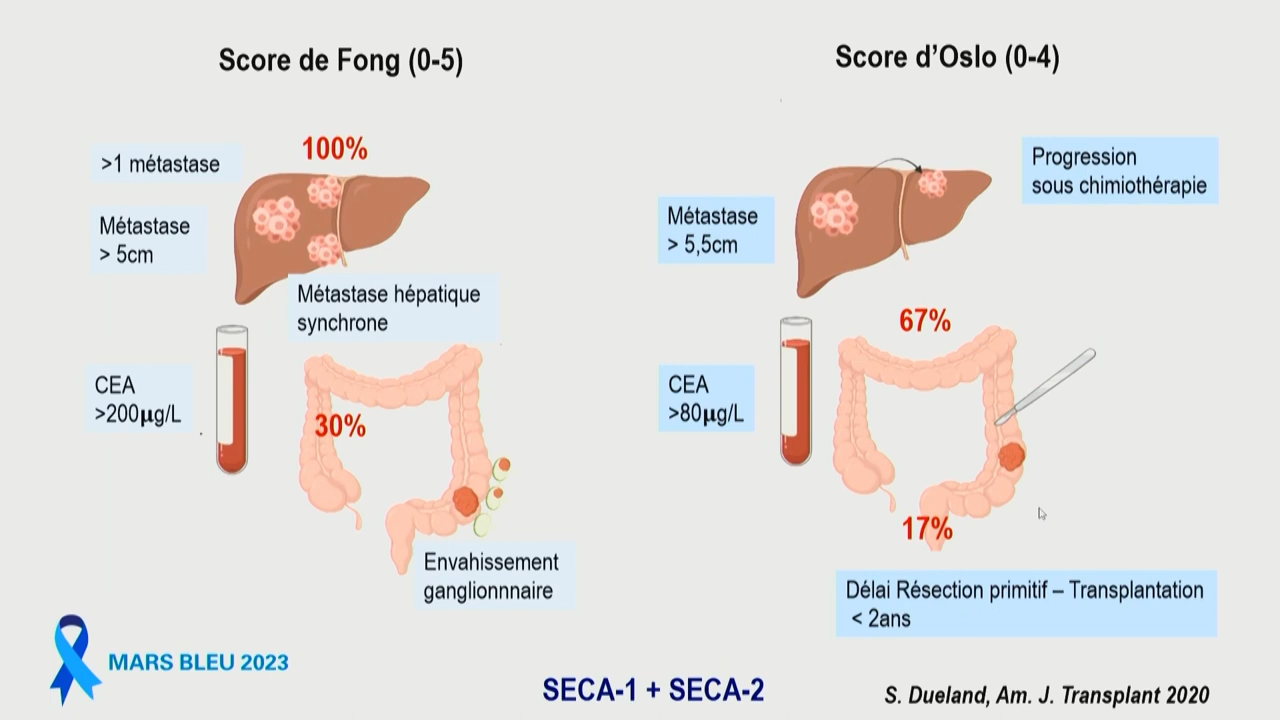 Score de Fong (0-5)
>1 métastase
100%
Métastase
> 5cm
Métastase hépatique
synchrone
CEA
>200µg/L
30%
Envahissement
ganglionnnaire
Score d’Oslo (0-4)
Progression
sous chimiothérapie
Métastase
> 5,5cm
67%
CEA
>80µg/L
17%
Délai Résection primitif – Transplantation
< 2ans
MARS BLEU 2023
SECA-1 + SECA-2
S. Dueland, Am. J. Transplant 2020